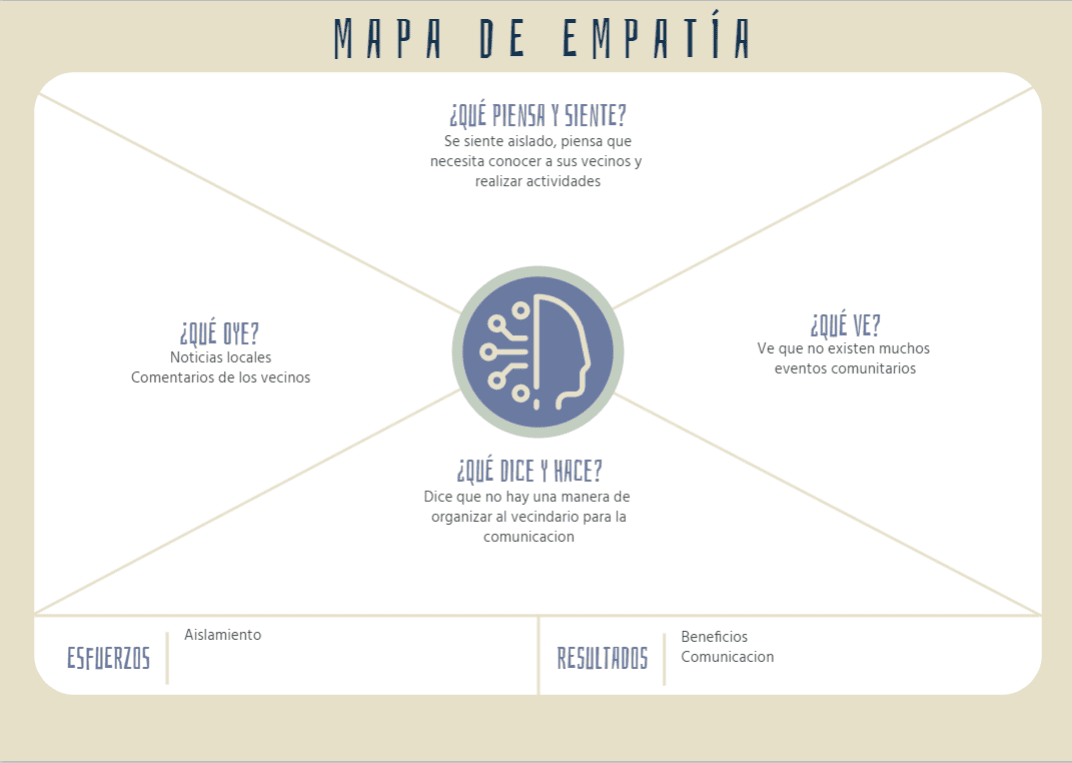 MAPA DE EMPATÍA
¿QUÉ PIENSA Y SIENTE?
Se siente aislado, piensa que
necesita conocer a sus vecinos y
realizar actividades
¿QUÉ OYE?
Noticias locales
Comentarios de los vecinos
¿QUÉ VE?
Ve que no existen muchos
eventos comunitarios
¿QUÉ DICE Y HACE?
Dice que no hay una manera de
organizar al vecindario para la
comunicacion
ESFUERZOS
Aislamiento
RESULTADOS
Beneficios
Comunicacion